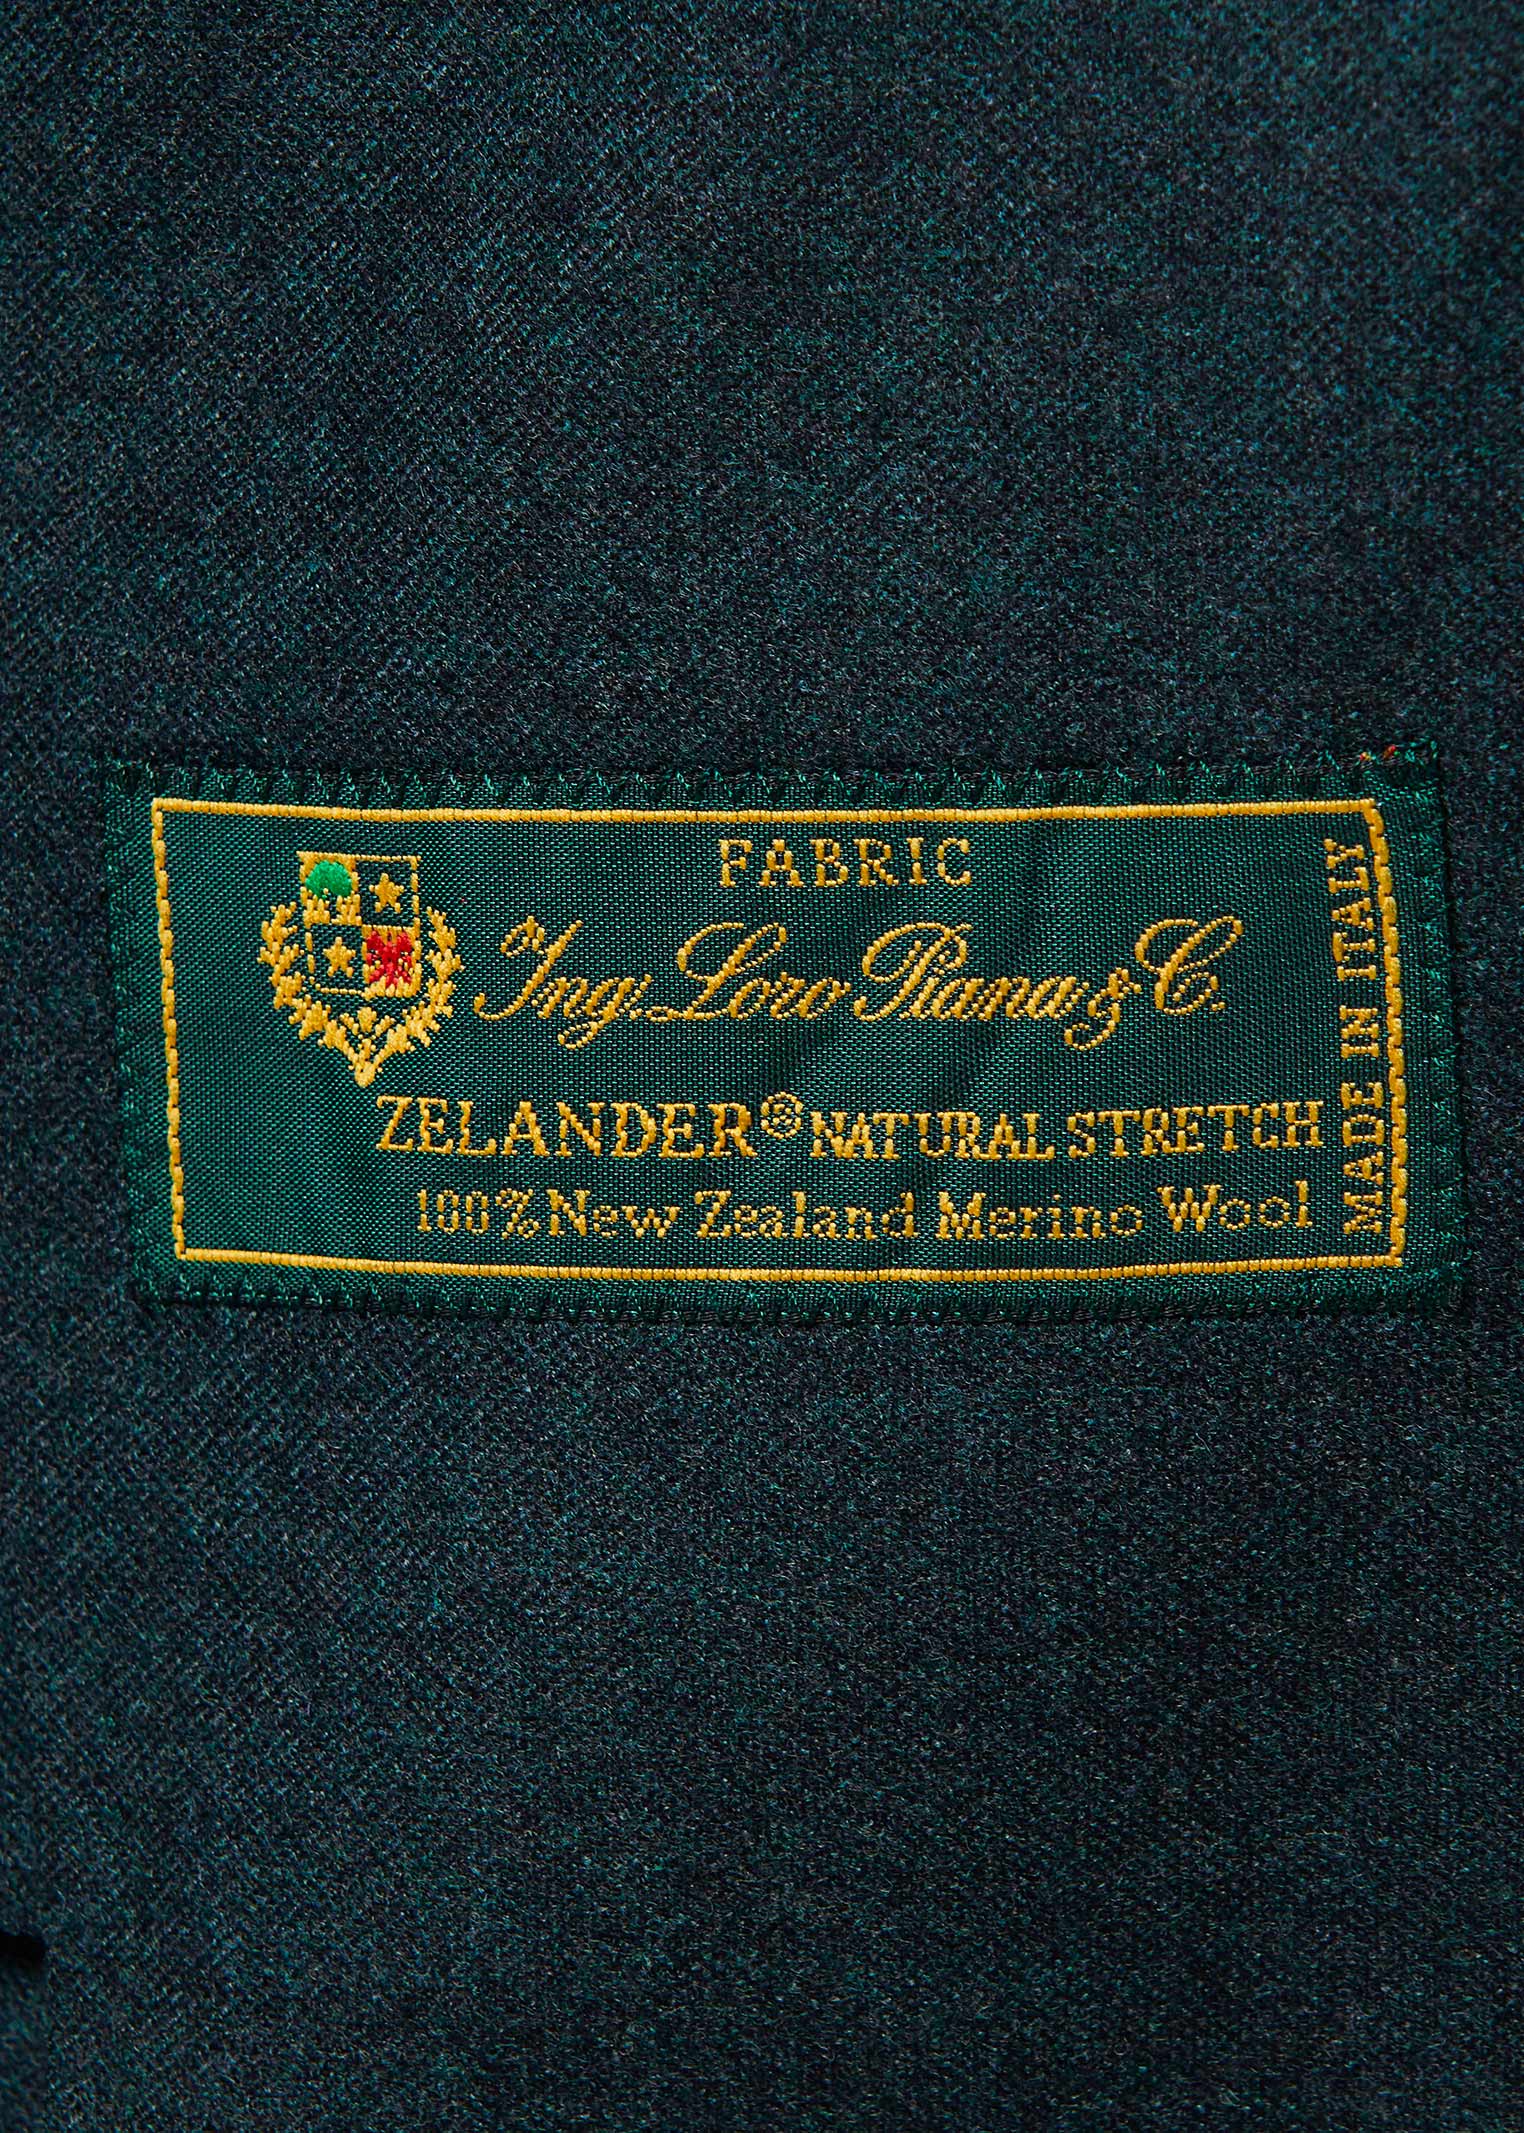 FABRIC
Ing. Loro Piana & C.
ZELANDER® NATURAL STRETCH
100% New Zealand Merino Wool
MADE IN ITALY